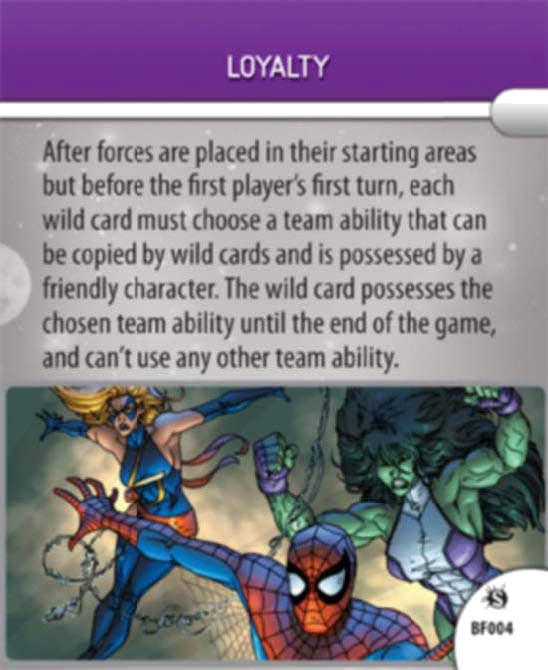 LOYALTY
After forces are placed in their starting areas
but before the first player's first turn, each
wild card must choose a team ability that can
be copied by wild cards and is possessed by a
friendly character. The wild card possesses the
chosen team ability until the end of the game,
and can't use any other team ability.
BF004